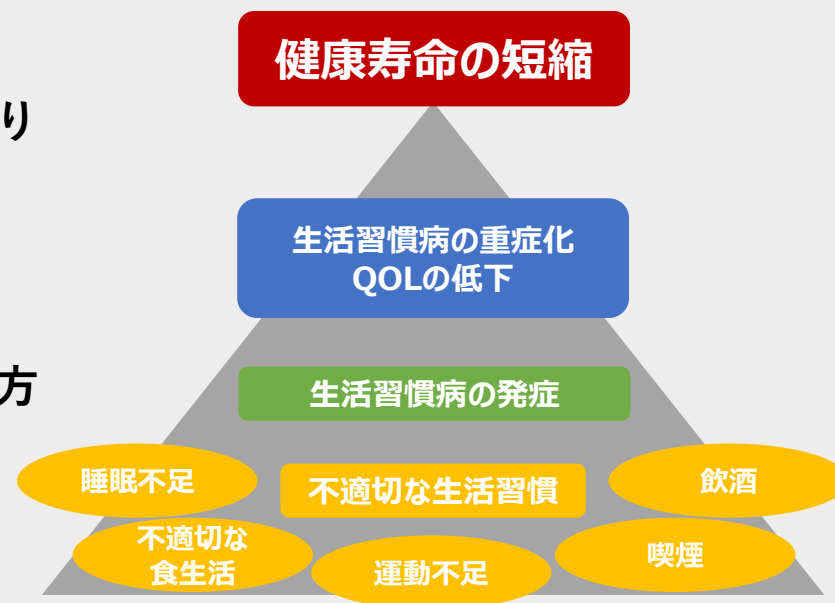 健康寿命の短縮
り
生活習慣病の重症化
QOLの低下
生活習慣病の発症
方
睡眠不足
不適切な生活習慣
飲酒
不適切な
食生活
運動不足
喫煙